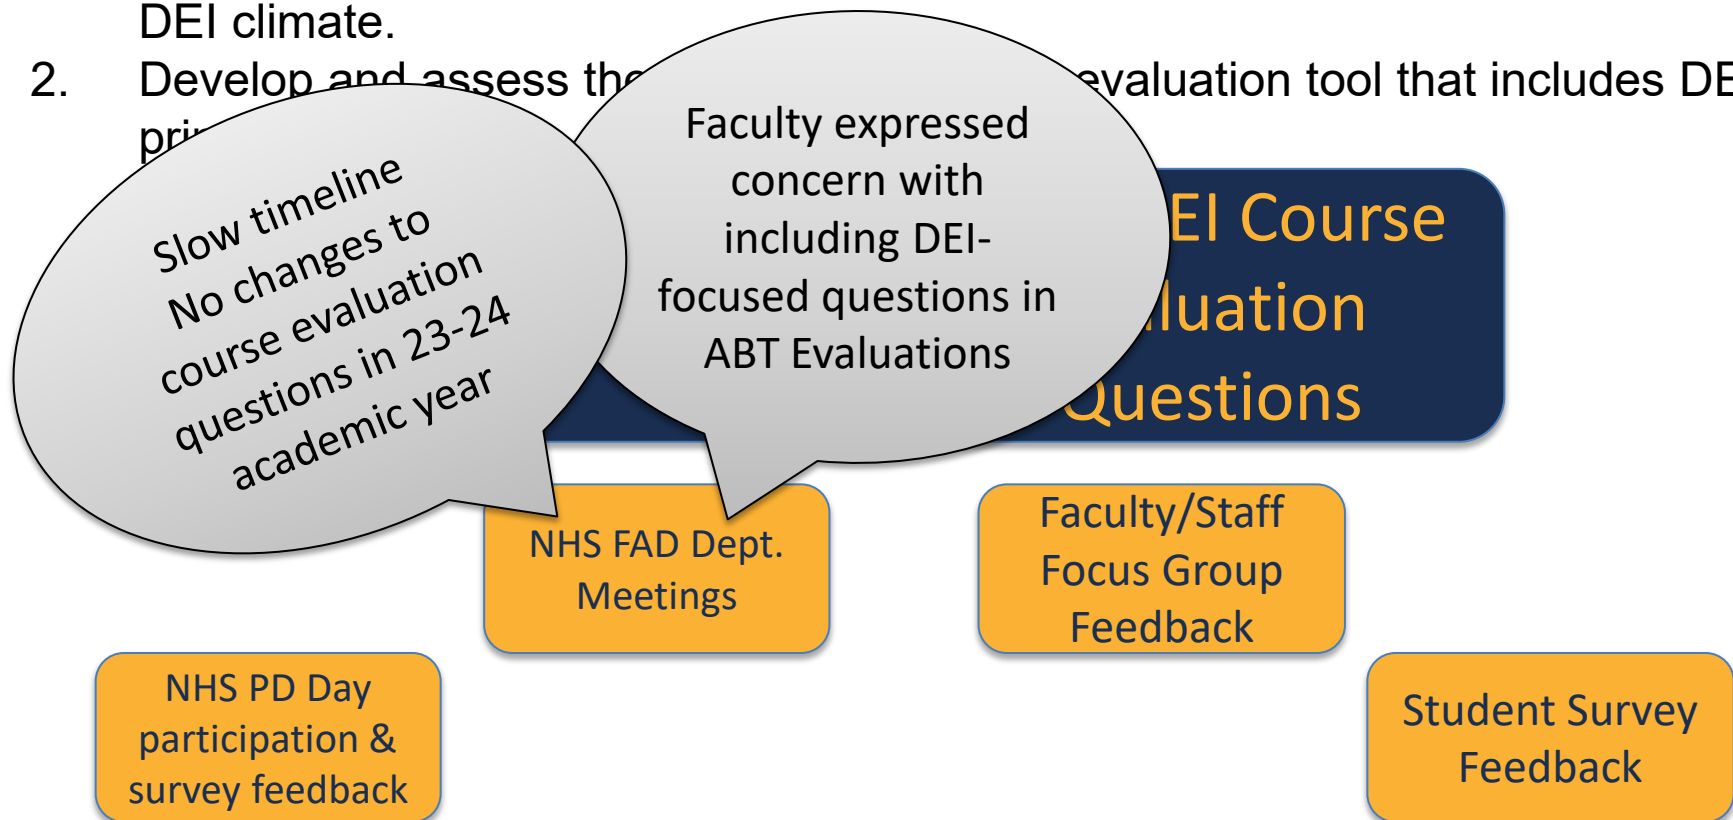 DEI climate.
2. Develop and assess the evaluation tool that includes DE
Slow timeline
No changes to
course evaluation
questions in 23-24
academic year
Faculty expressed
concern with
including DEI-
focused questions in
ABT Evaluations
EI Course
luation
Questions
NHS FAD Dept.
Meetings
Faculty/Staff
Focus Group
Feedback
NHS PD Day
participation &
survey feedback
Student Survey
Feedback